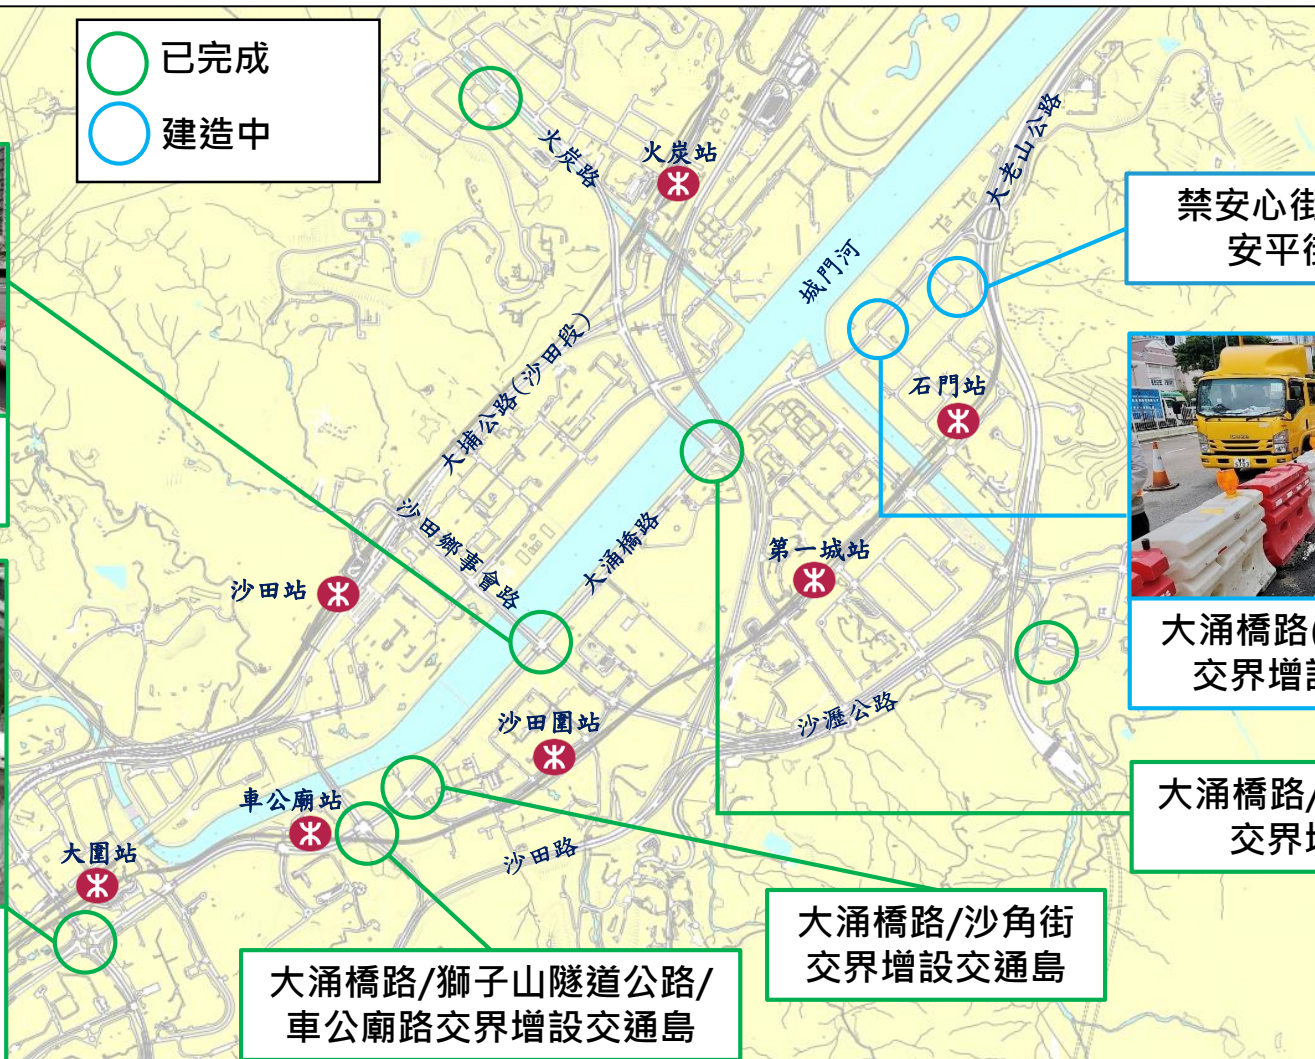 已完成
建造中
火炭路
火炭站
大老山公路
禁安心街
安平街
城門河
大埔公路(沙田段)
石門站
沙田鄉事會路
大涌橋路
第一城站
沙田站
大涌橋路
交界增設
沙田圍站
沙瀝公路
車公廟站
大涌橋路/
交界增
大圍站
沙田路
大涌橋路/沙角街
交界增設交通島
大涌橋路/獅子山隧道公路/
車公廟路交界增設交通島